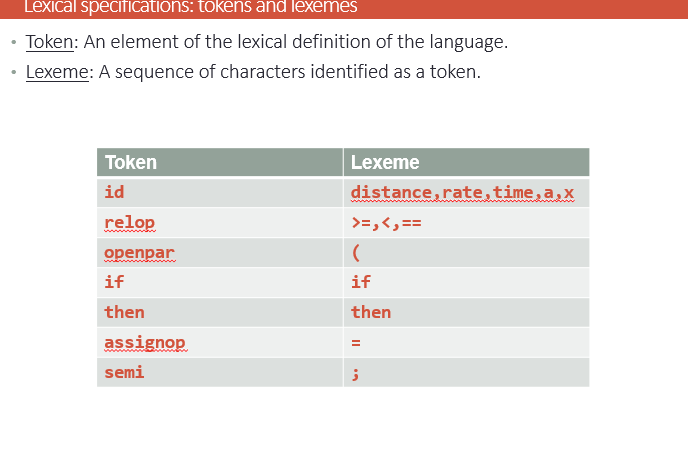 Lexical specifications: tokens and lexemes
• Token: An element of the lexical definition of the language.
• Lexeme: A sequence of characters identified as a token.
Token Lexeme
id distance,rate,time,a,x
relop >=,<,==
openpar (
if if
then then
assignop =
semi ;